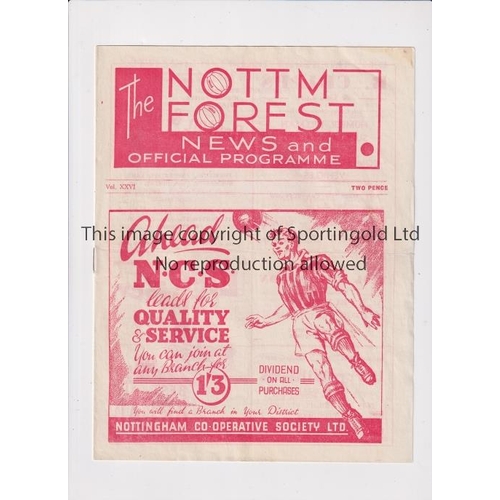 The NOTTM
FOREST
NEWS and
OFFICIAL PROGRAMME
Vol. XXVI
TWO PENCE
This image copyright of Sportingold Ltd
No reproduction allowed
Ahead
N·C·S
leads for
QUALITY
& SERVICE
You can join at
any Branch for
1'3
DIVIDEND
ON ALL
PURCHASES
You will find a Branch in Your District
NOTTINGHAM CO-OPERATIVE SOCIETY LTD.